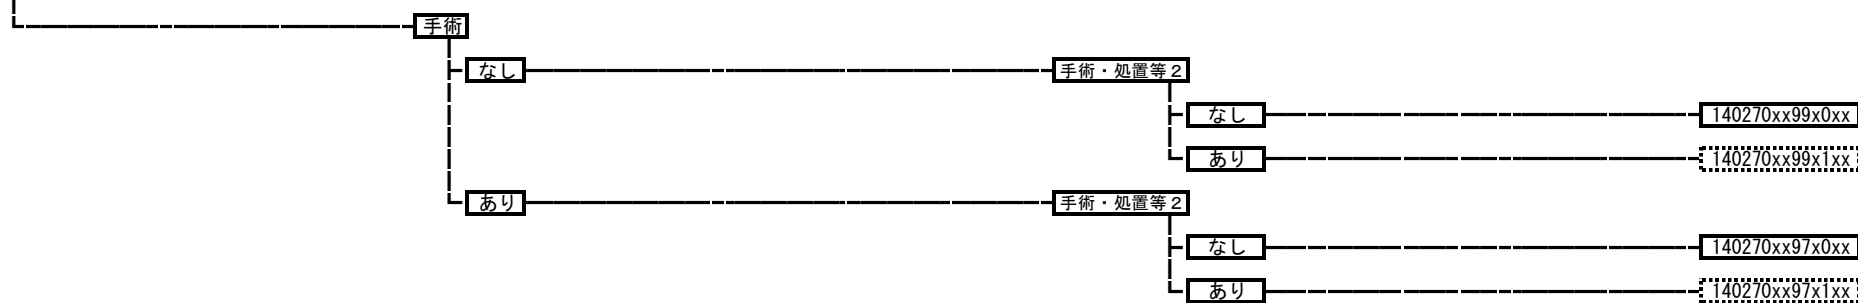 手術
なし 手術・処置等２
なし 140270xx99x0xx
あり 140270xx99x1xx
あり 手術・処置等２
なし 140270xx97x0xx
あり 140270xx97x1xx